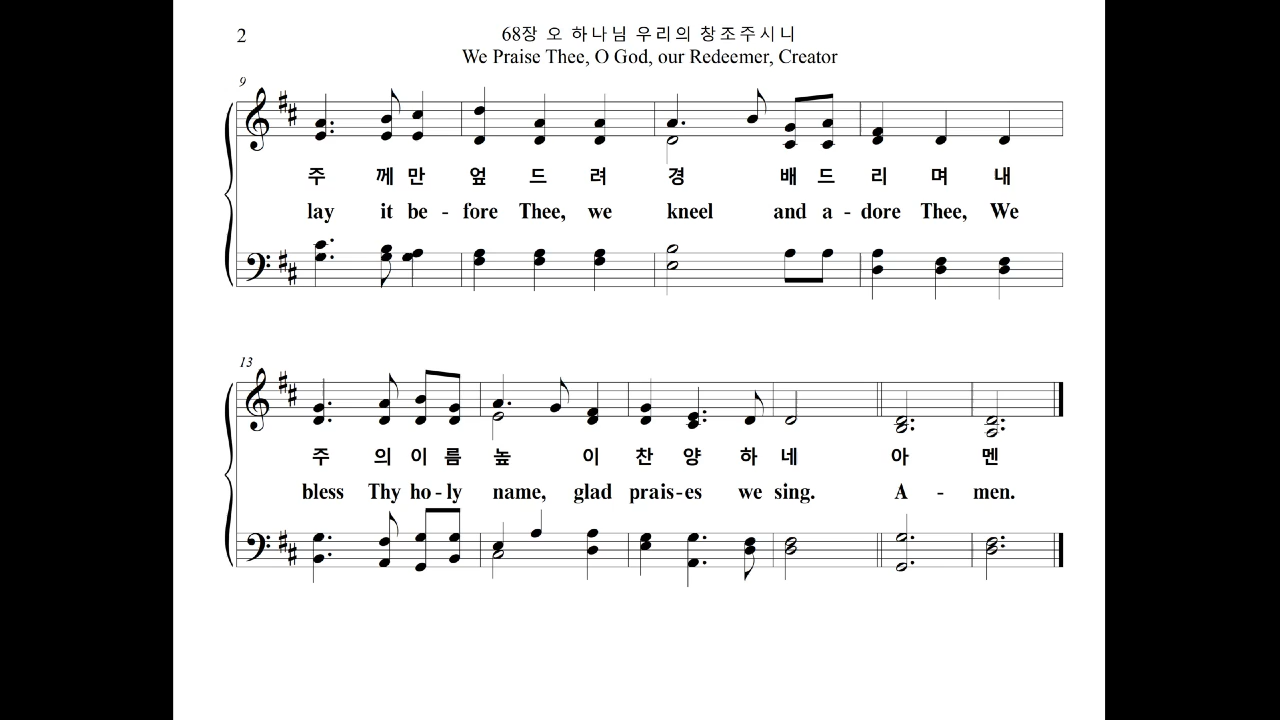 2
68장 오 하나님 우리의 창조주시니
We Praise Thee, O God, our Redeemer, Creator
9
주 께 만 엎 드 려 경 배 드 리 며 내
lay it be - fore Thee, we kneel and a - dore Thee, We
13
주 의 이 름 높 이 찬 양 하 네 아 멘
bless Thy ho - ly name, glad prais - es we sing. A - men.